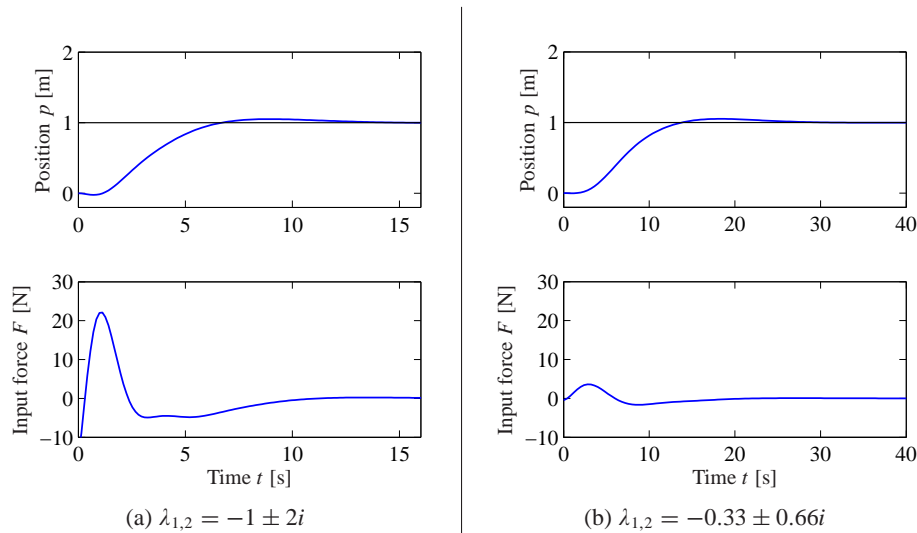 2
1
0
Position p [m]
0 5 10 15
30
20
10
0
−10
Input force F [N]
0 5 10 15
Time t [s]
(a) λ1,2 = −1 ± 2i
2
1
0
Position p [m]
0 10 20 30 40
30
20
10
0
−10
Input force F [N]
0 10 20 30 40
Time t [s]
(b) λ1,2 = −0.33 ± 0.66i